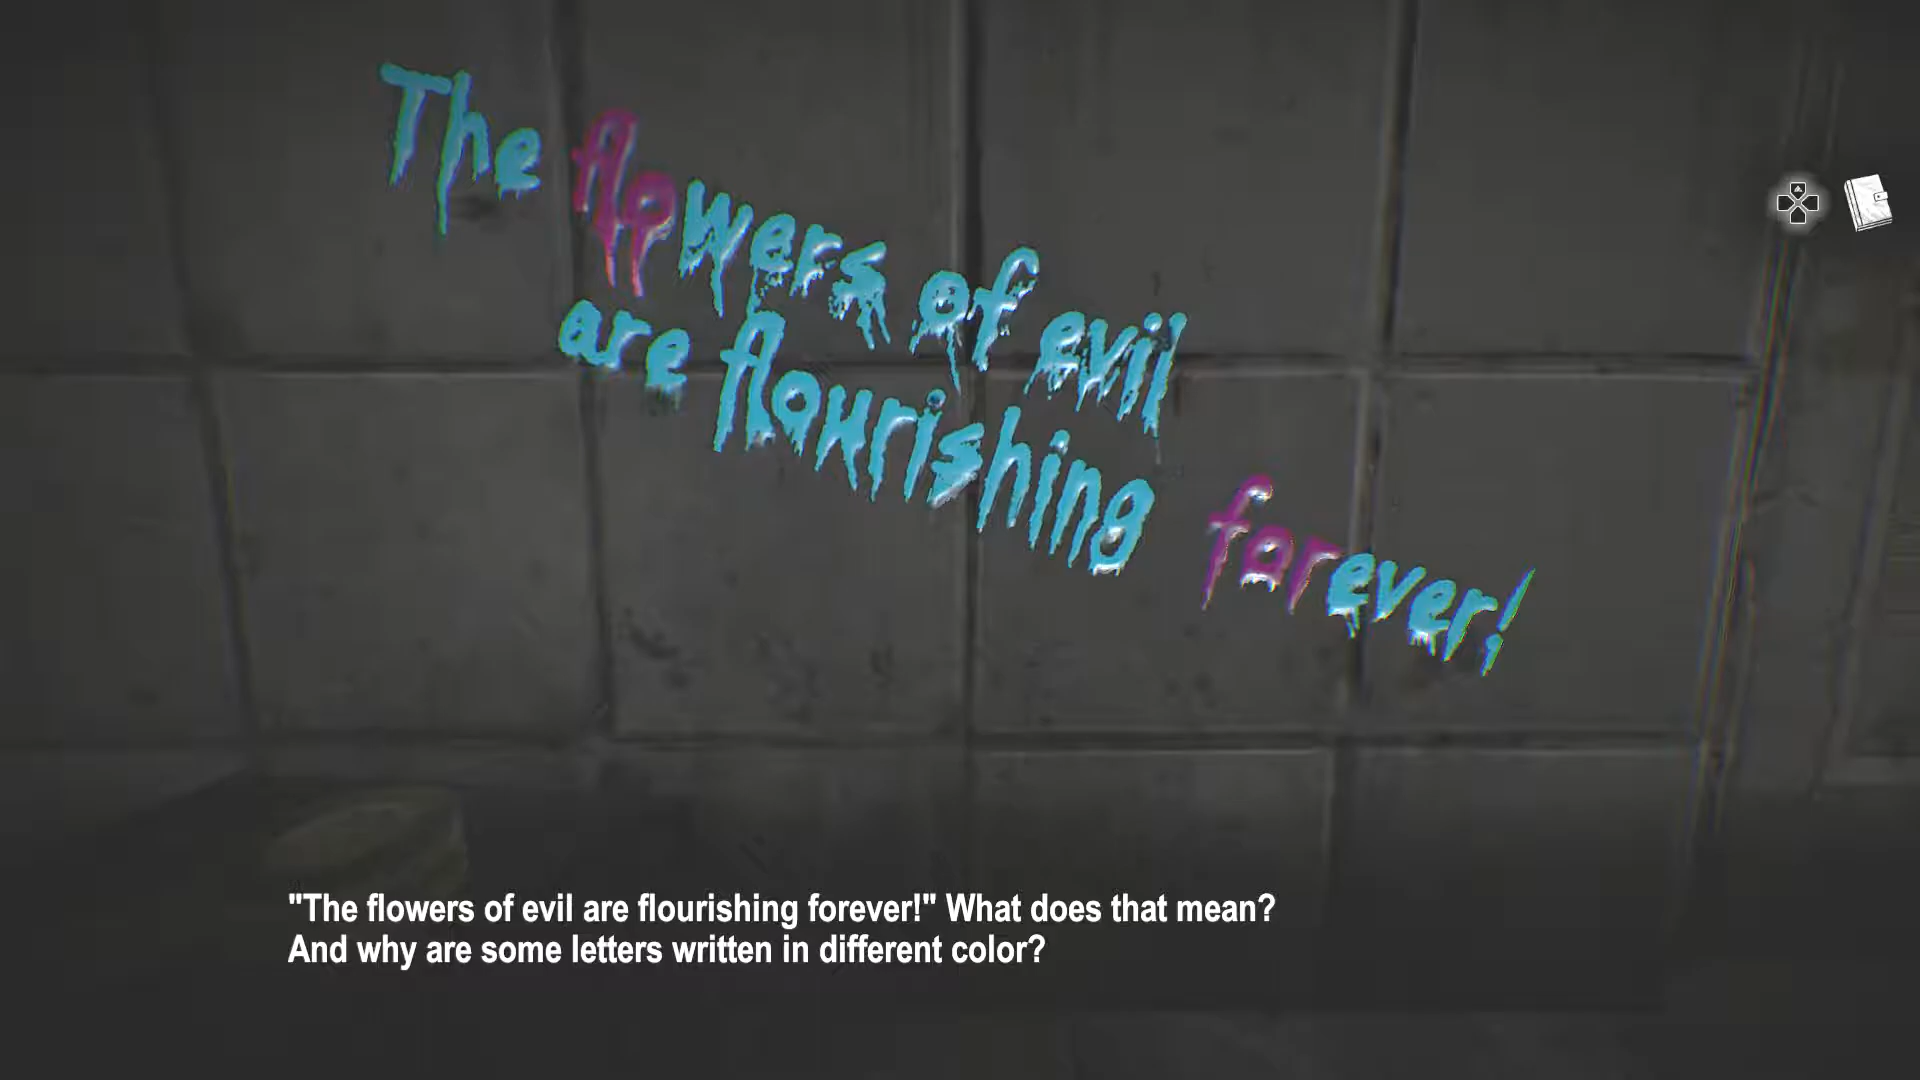 The flowers of evil
are flourishing forever!
"The flowers of evil are flourishing forever!" What does that mean?
And why are some letters written in different color?